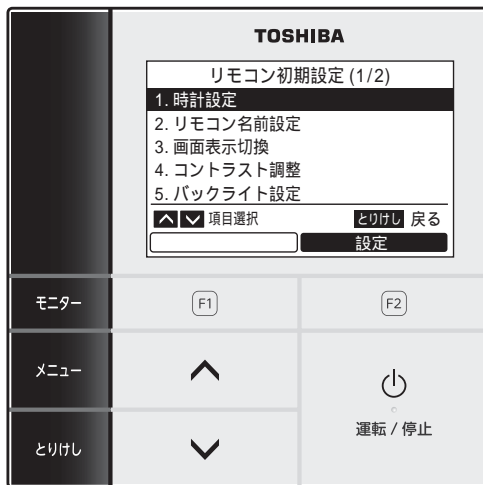 TOSHIBA
リモコン初期設定 (1/2)
1. 時計設定
2. リモコン名前設定
3. 画面表示切換
4. コントラスト調整
5. バックライト設定
項目選択 とりけし 戻る
設定
モニター F1 F2
メニュー
運転 / 停止
とりけし